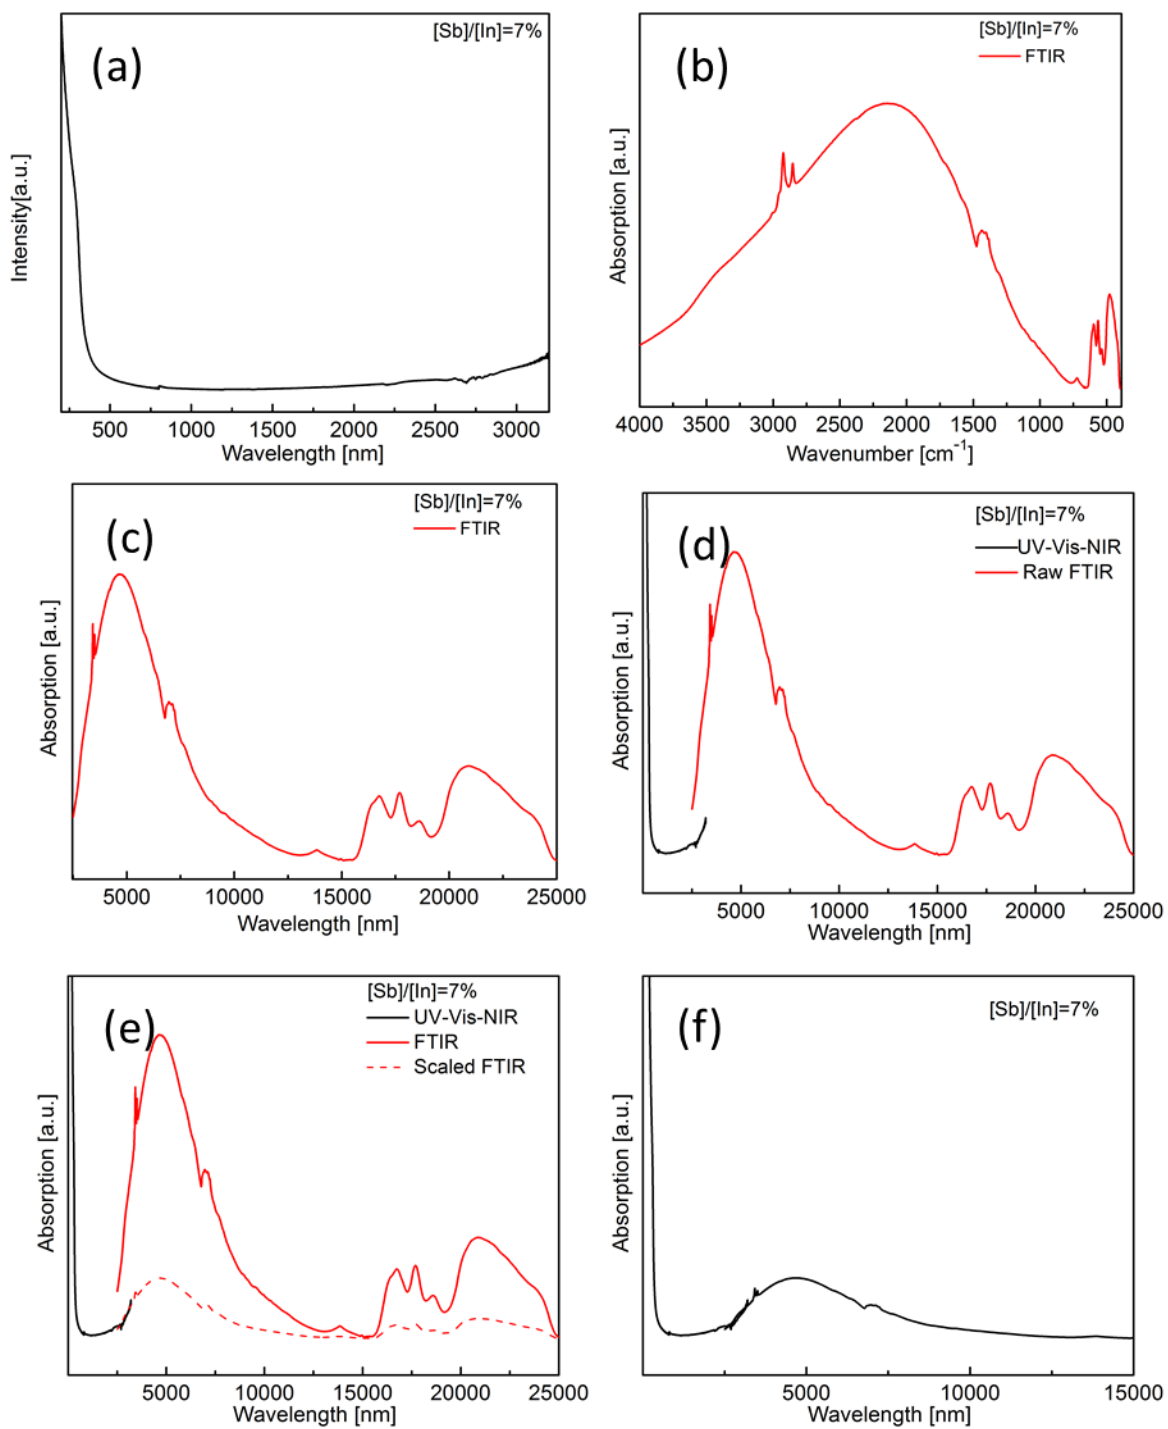 (a)
[Sb]/[In]=7%
Intensity[a.u.]
500 1000 1500 2000 2500 3000
Wavelength [nm]
(b)
[Sb]/[In]=7%
FTIR
Absorption [a.u.]
4000 3500 3000 2500 2000 1500 1000 500
Wavenumber [cm⁻¹]
(c)
[Sb]/[In]=7%
FTIR
Absorption [a.u.]
5000 10000 15000 20000 25000
Wavelength [nm]
(d)
[Sb]/[In]=7%
UV-Vis-NIR
Raw FTIR
Absorption [a.u.]
5000 10000 15000 20000 25000
Wavelength [nm]
(e)
[Sb]/[In]=7%
UV-Vis-NIR
FTIR
Scaled FTIR
Absorption [a.u.]
5000 10000 15000 20000 25000
Wavelength [nm]
(f)
[Sb]/[In]=7%
Absorption [a.u.]
5000 10000 15000
Wavelength [nm]